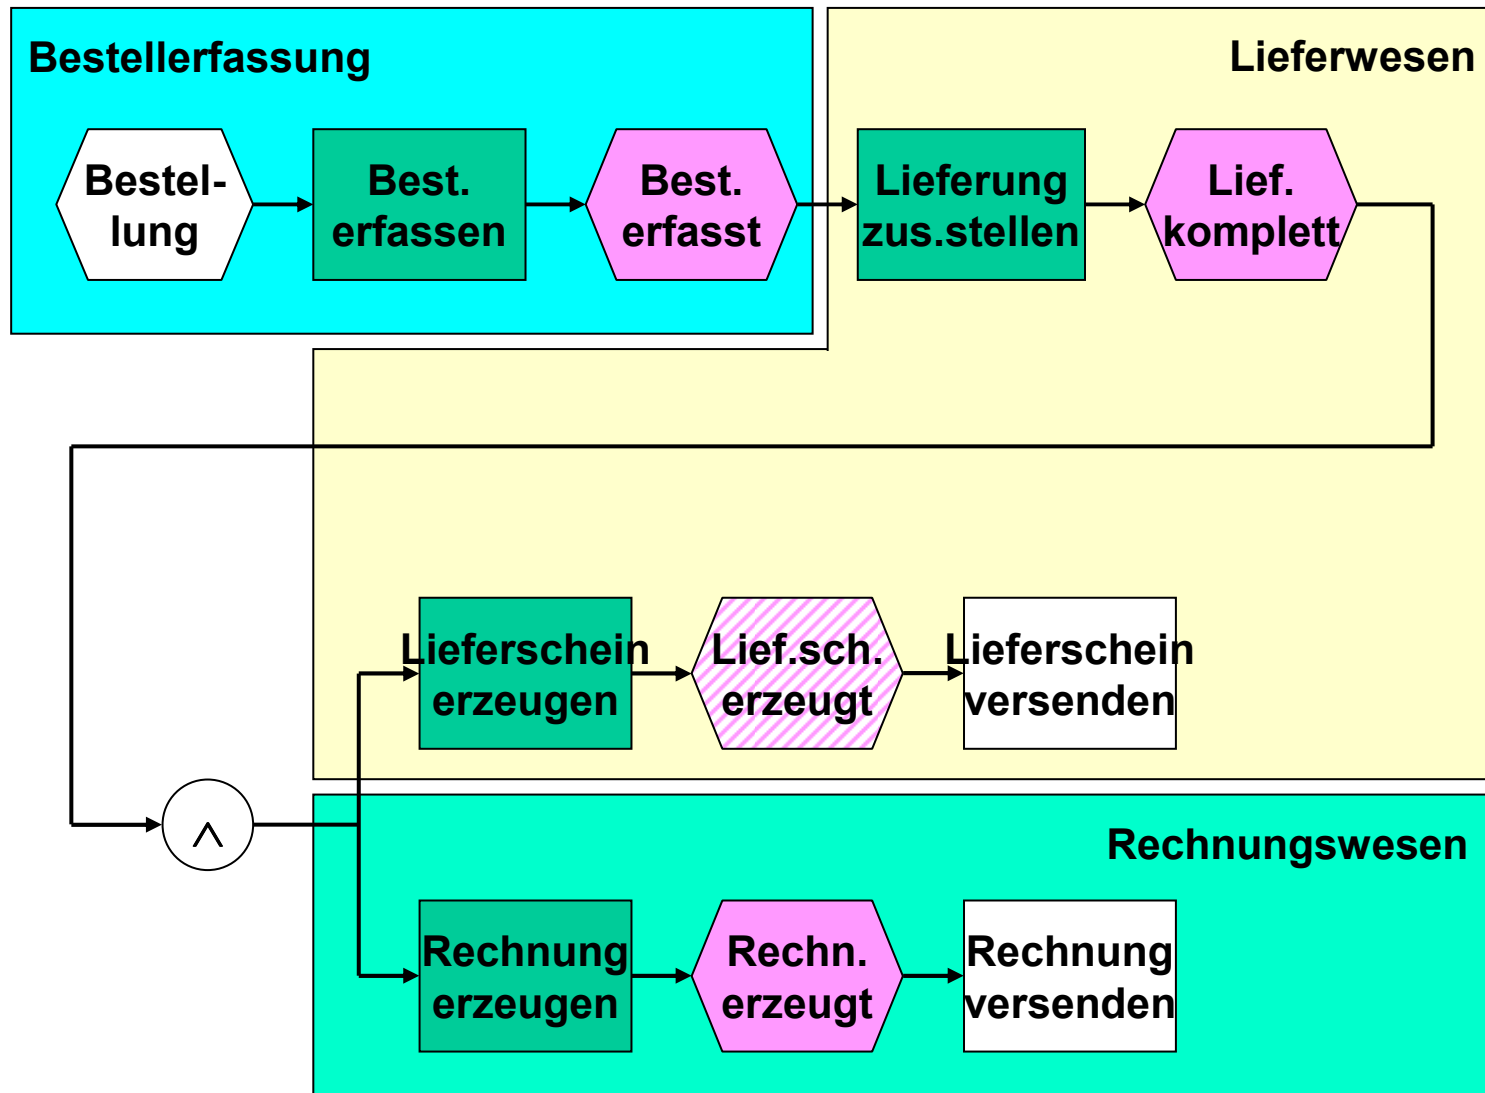 Bestellerfassung
Lieferwesen
Bestel-
lung
Best.
erfassen
Best.
erfasst
Lieferung
zus.stellen
Lief.
komplett
Lieferschein
erzeugen
Lief.sch.
erzeugt
Lieferschein
versenden
∧
Rechnungswesen
Rechnung
erzeugen
Rechn.
erzeugt
Rechnung
versenden